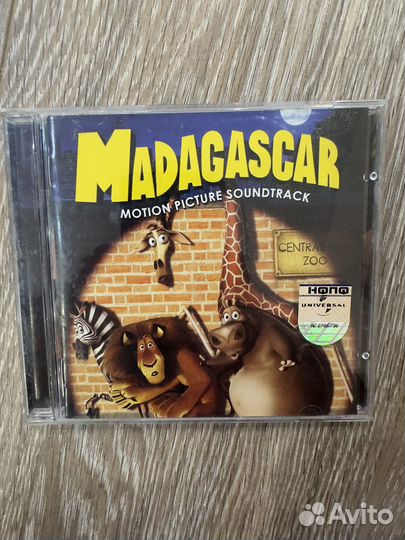 MADAGASCAR
MOTION PICTURE SOUNDTRACK
CENTRAL
ZOO
UNIVERSAL
Avito